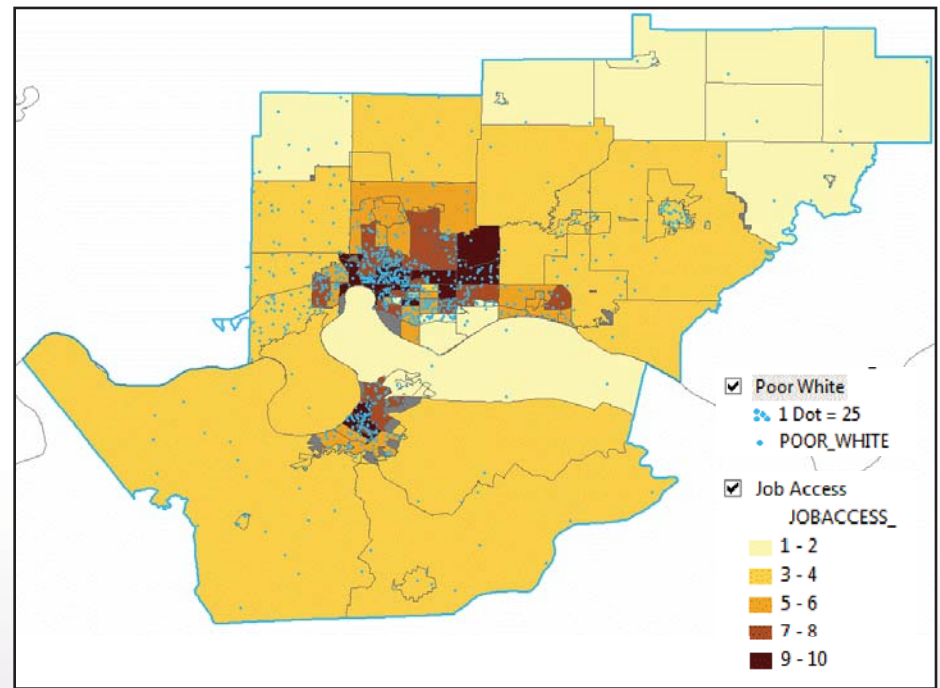 Poor White
1 Dot = 25
POOR_WHITE
Job Access
JOBACCESS_
1 - 2
3 - 4
5 - 6
7 - 8
9 - 10